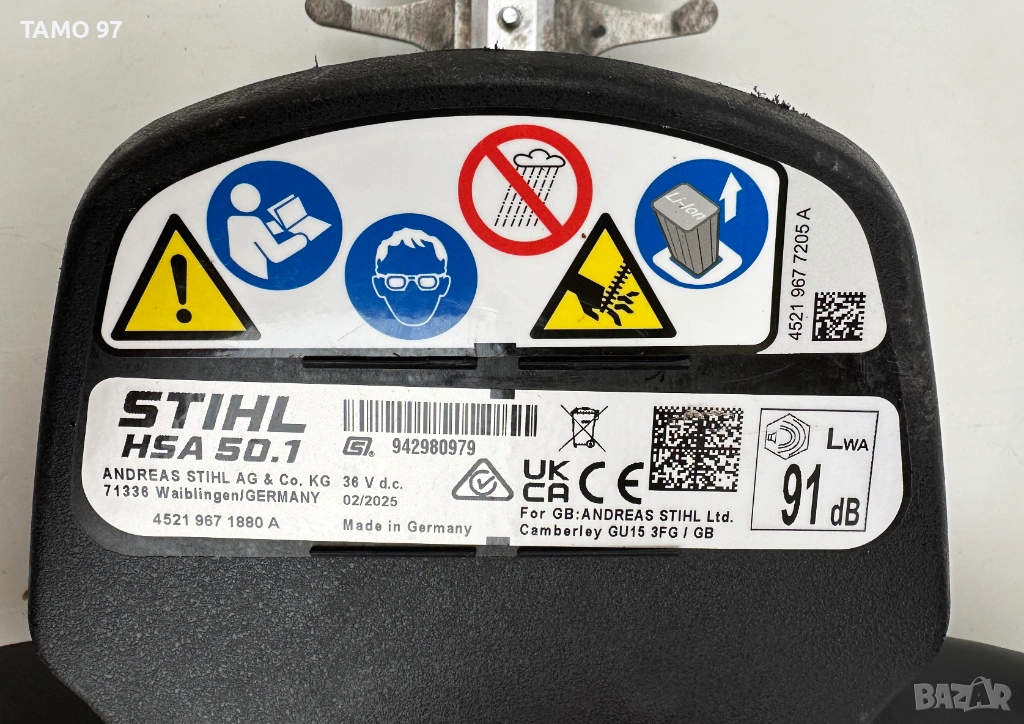 TAMO 97
Li-Ion
4521 967 7205 A
STIHL
HSA 50.1
ANDREAS STIHL AG & Co. KG
71336 Waiblingen/GERMANY
4521 967 1880 A
942980979
36 V d.c.
02/2025
Made in Germany
UK
CA CE
For GB:ANDREAS STIHL Ltd.
Camberley GU15 3FG / GB
LWA
91 dB
BAZAR